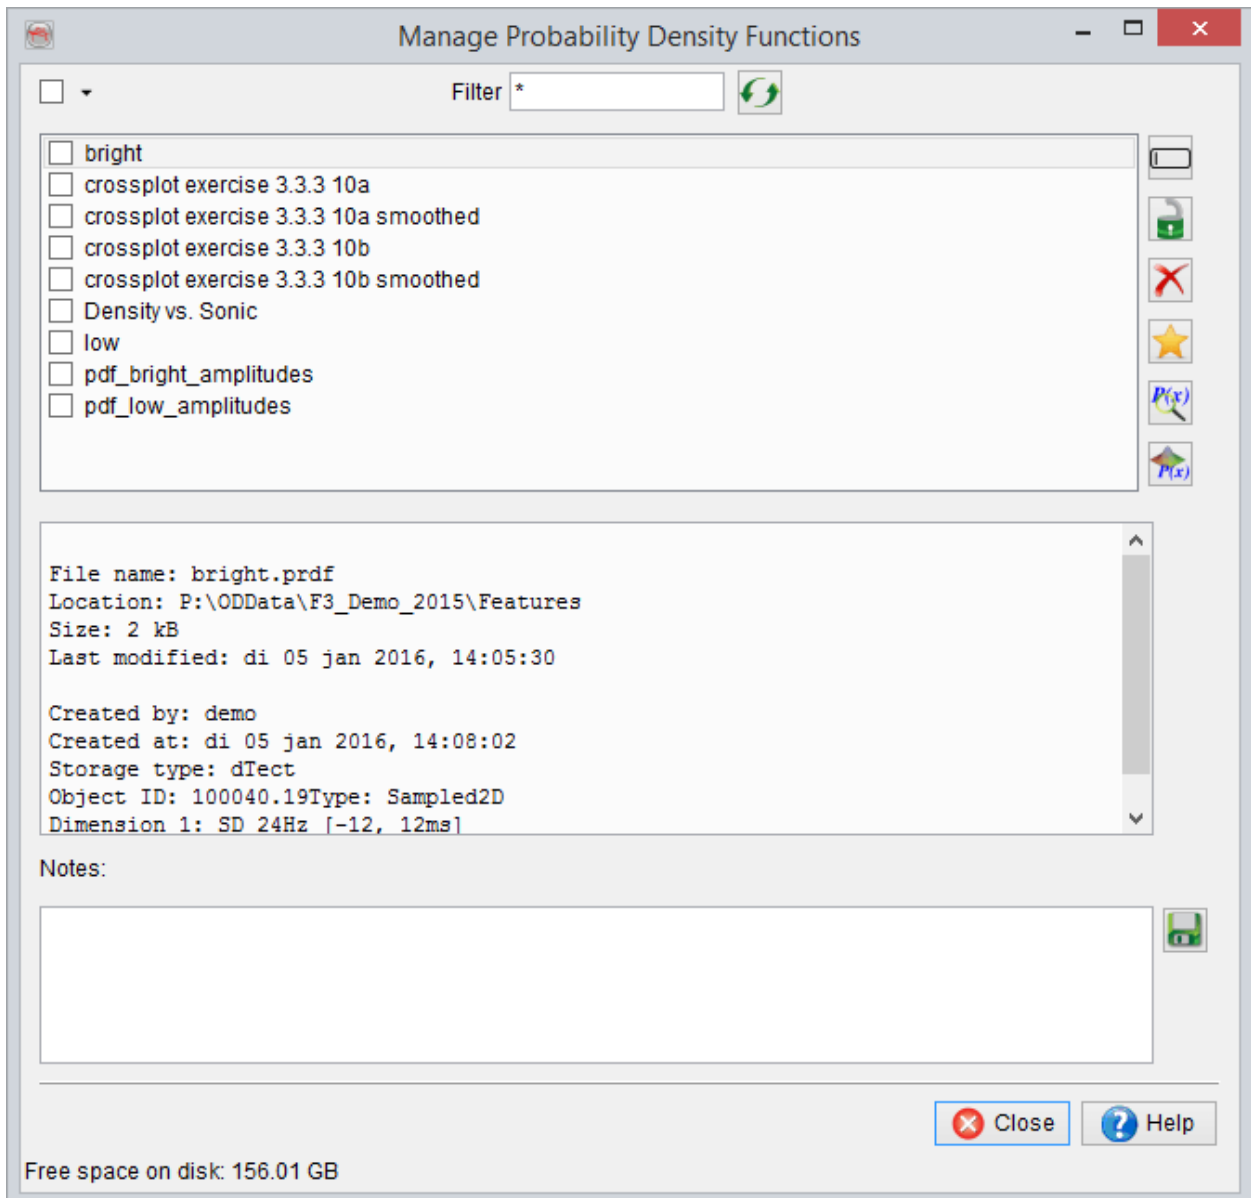 Manage Probability Density Functions
Filter *
bright
crossplot exercise 3.3.3 10a
crossplot exercise 3.3.3 10a smoothed
crossplot exercise 3.3.3 10b
crossplot exercise 3.3.3 10b smoothed
Density vs. Sonic
low
pdf_bright_amplitudes
P(x)
pdf_low_amplitudes
P(x)
File name: bright.prdf
Location: P:\ODData\F3_Demo_2015\Features
Size: 2 kB
Last modified: di 05 jan 2016, 14:05:30
Created by: demo
Created at: di 05 jan 2016, 14:08:02
Storage type: dTect
Object ID: 100040.19Type: Sampled2D
Dimension 1: SD 24Hz [-12, 12ms]
Notes:
Close Help
Free space on disk: 156.01 GB